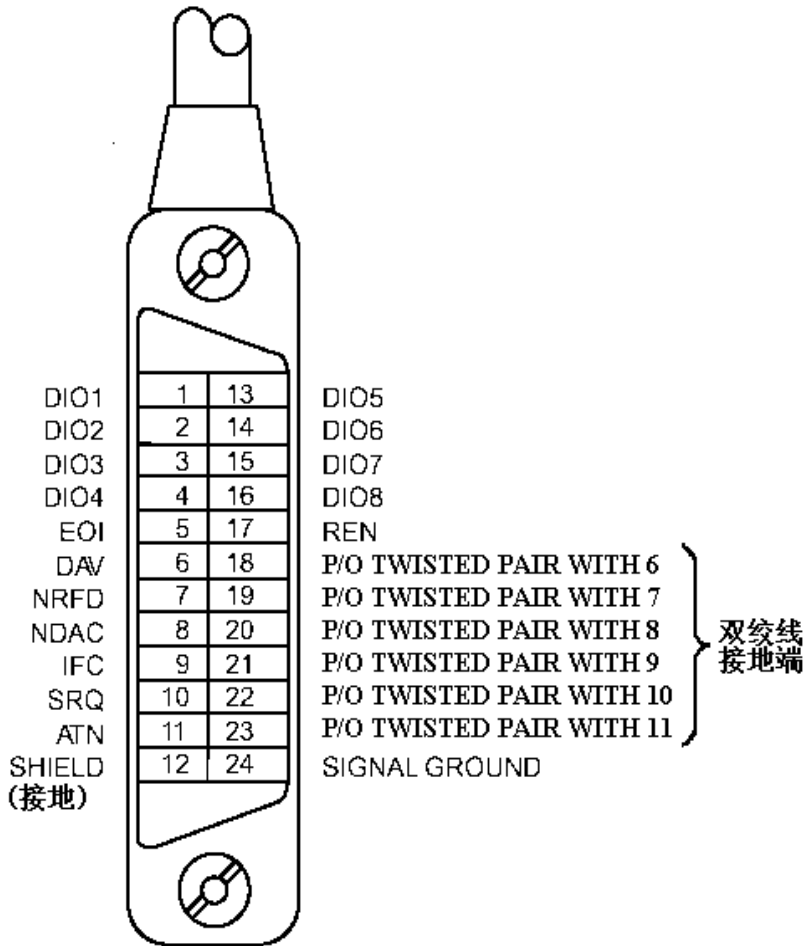 DIO1 1 13 DIO5
DIO2 2 14 DIO6
DIO3 3 15 DIO7
DIO4 4 16 DIO8
EOI 5 17 REN
DAV 6 18 P/O TWISTED PAIR WITH 6
NRFD 7 19 P/O TWISTED PAIR WITH 7
NDAC 8 20 P/O TWISTED PAIR WITH 8
IFC 9 21 P/O TWISTED PAIR WITH 9
SRQ 10 22 P/O TWISTED PAIR WITH 10
ATN 11 23 P/O TWISTED PAIR WITH 11
SHIELD 12 24 SIGNAL GROUND
(接地)
双绞线
接地端